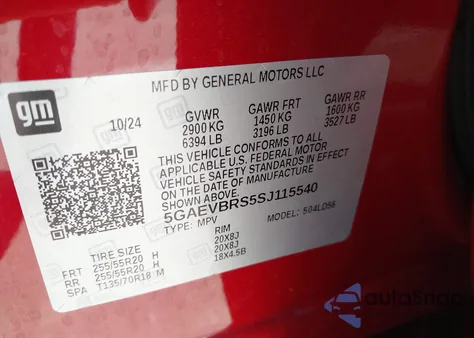 MFD BY GENERAL MOTORS LLC
gm
10/24
GVWR GAWR FRT GAWR RR
2900 KG 1450 KG 1600 KG
6394 LB 3196 LB 3527 LB
THIS VEHICLE CONFORMS TO ALL
APPLICABLE U.S. FEDERAL MOTOR
VEHICLE SAFETY STANDARDS IN EFFECT
ON THE DATE OF MANUFACTURE
SHOWN ABOVE.
5GAEVBRS5SJ115540
TYPE: MPV MODEL: 504LD56
TIRE SIZE RIM
FRT 255/55R20 H 20X8J
RR 255/55R20 H 20X8J
SPA T135/70R18 M 18X4.5B